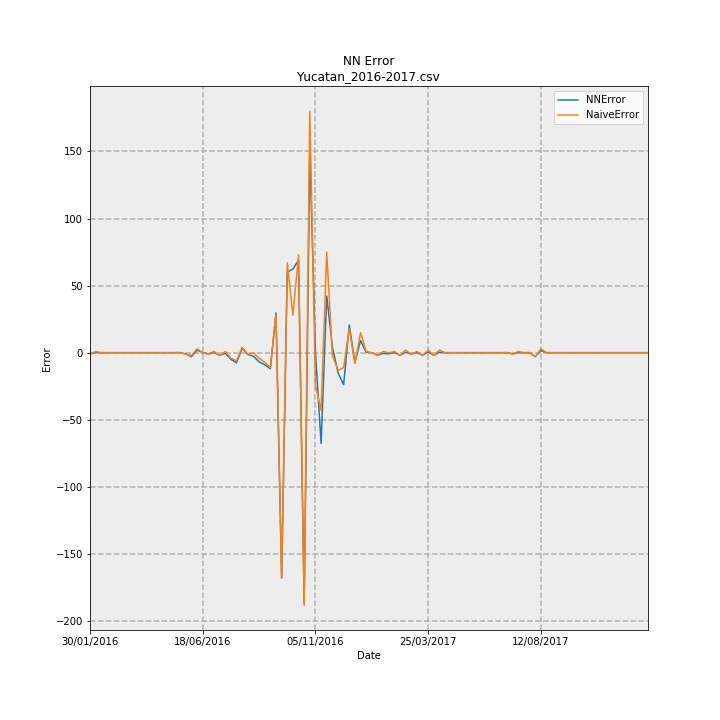 NN Error
Yucatan_2016-2017.csv
NNError
NaiveError
150
100
50
0
−50
−100
−150
−200
Error
30/01/2016
18/06/2016
05/11/2016
25/03/2017
12/08/2017
Date